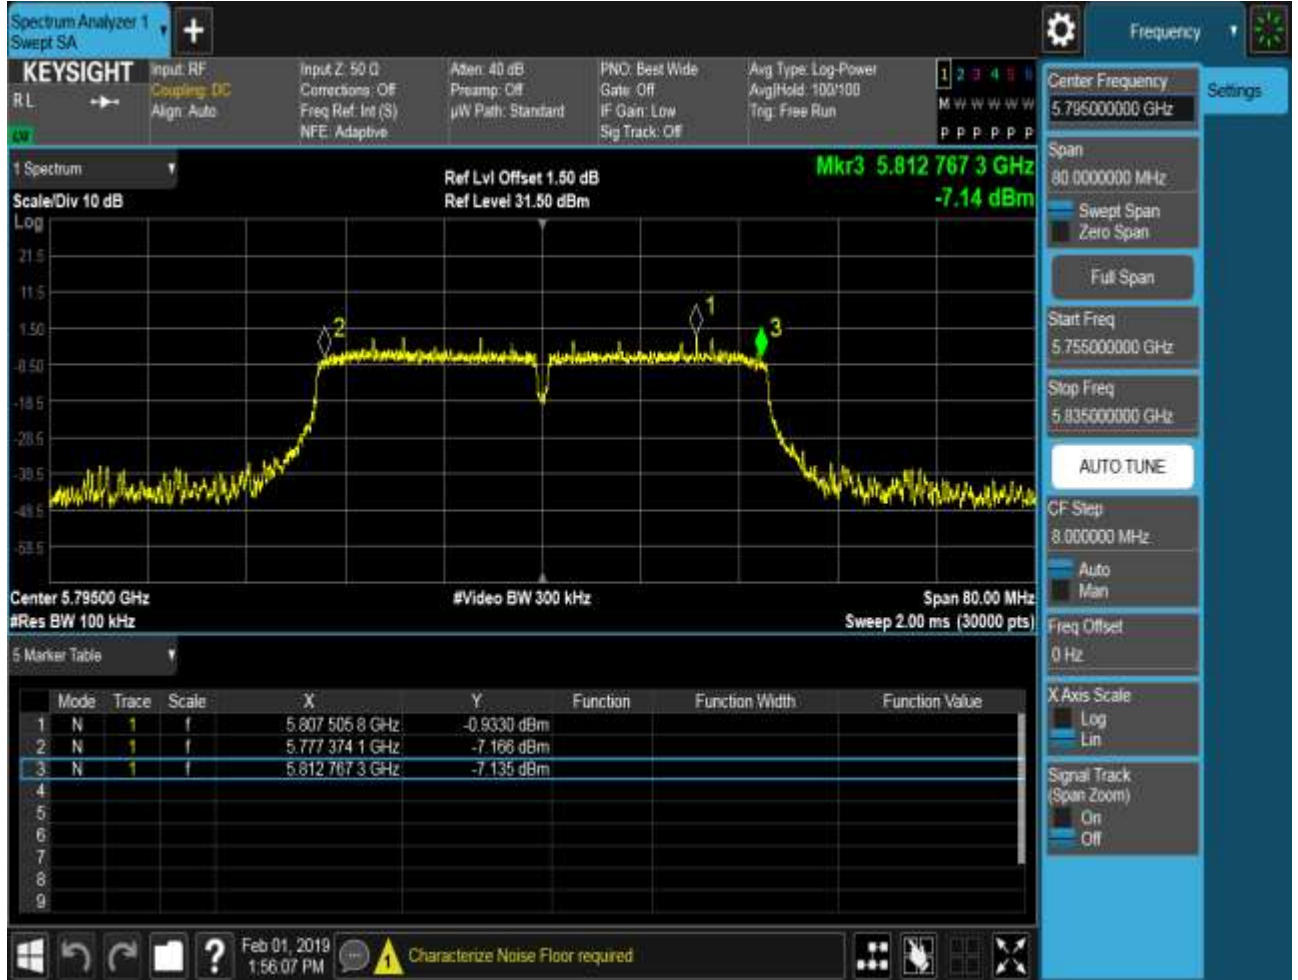 Spectrum Analyzer 1
Swept SA
+
Frequency
KEYSIGHT
RL
Input: RF
Coupling: DC
Align: Auto
Input Z: 50 Ω
Corrections: Off
Freq Ref: Int (S)
NFE: Adaptive
Atten: 40 dB
Preamp: Off
µW Path: Standard
PNO: Best Wide
Gate: Off
IF Gain: Low
Sig Track: Off
Avg Type: Log-Power
Avg|Hold: 100/100
Trig: Free Run
1 2 3 4 5 6
M W W W W W
P P P P P P
1 Spectrum
Scale/Div 10 dB
Log
Ref Lvl Offset 1.50 dB
Ref Level 31.50 dBm
Mkr3 5.812 767 3 GHz
-7.14 dBm
21.5
11.5
1.50
-8.50
-18.5
-28.5
-38.5
-48.5
-58.5
1
2
3
Center 5.79500 GHz
#Video BW 300 kHz
Span 80.00 MHz
#Res BW 100 kHz
Sweep 2.00 ms (30000 pts)
5 Marker Table
Mode Trace Scale X Y Function Function Width Function Value
1 N 1 f 5.807 505 8 GHz -0.9330 dBm
2 N 1 f 5.777 374 1 GHz -7.166 dBm
3 N 1 f 5.812 767 3 GHz -7.135 dBm
4
5
6
7
8
9
Feb 01, 2019
1:56:07 PM
?
1
Characterize Noise Floor required
Settings
Center Frequency
5.795000000 GHz
Span
80.0000000 MHz
Swept Span
Zero Span
Full Span
Start Freq
5.755000000 GHz
Stop Freq
5.835000000 GHz
AUTO TUNE
CF Step
8.000000 MHz
Auto
Man
Freq Offset
0 Hz
X Axis Scale
Log
Lin
Signal Track
(Span Zoom)
On
Off